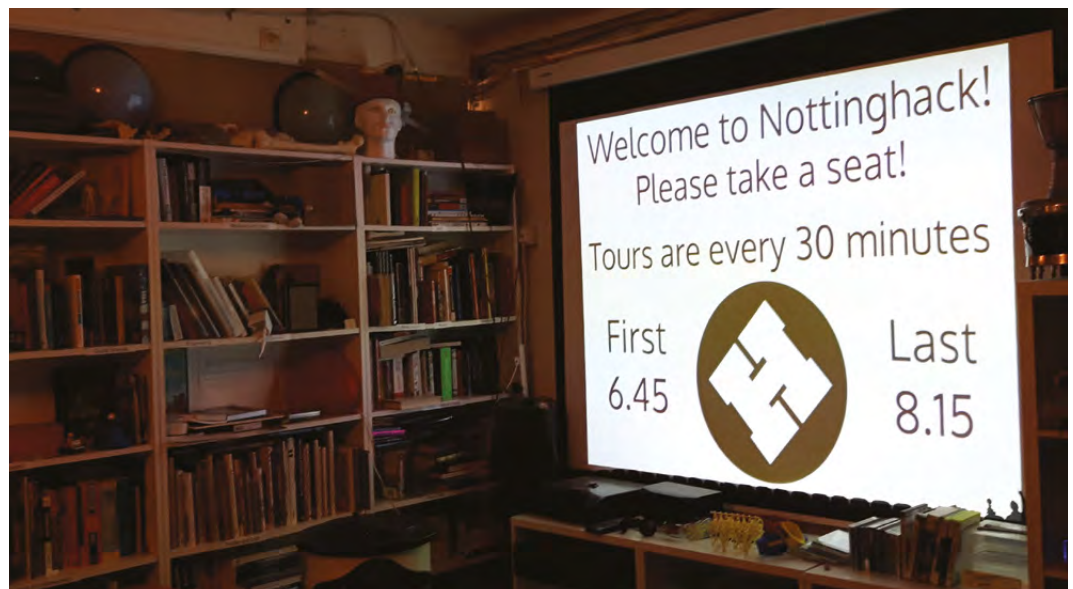 Welcome to Nottinghack!
Please take a seat!
Tours are every 30 minutes
First
6.45
Last
8.15